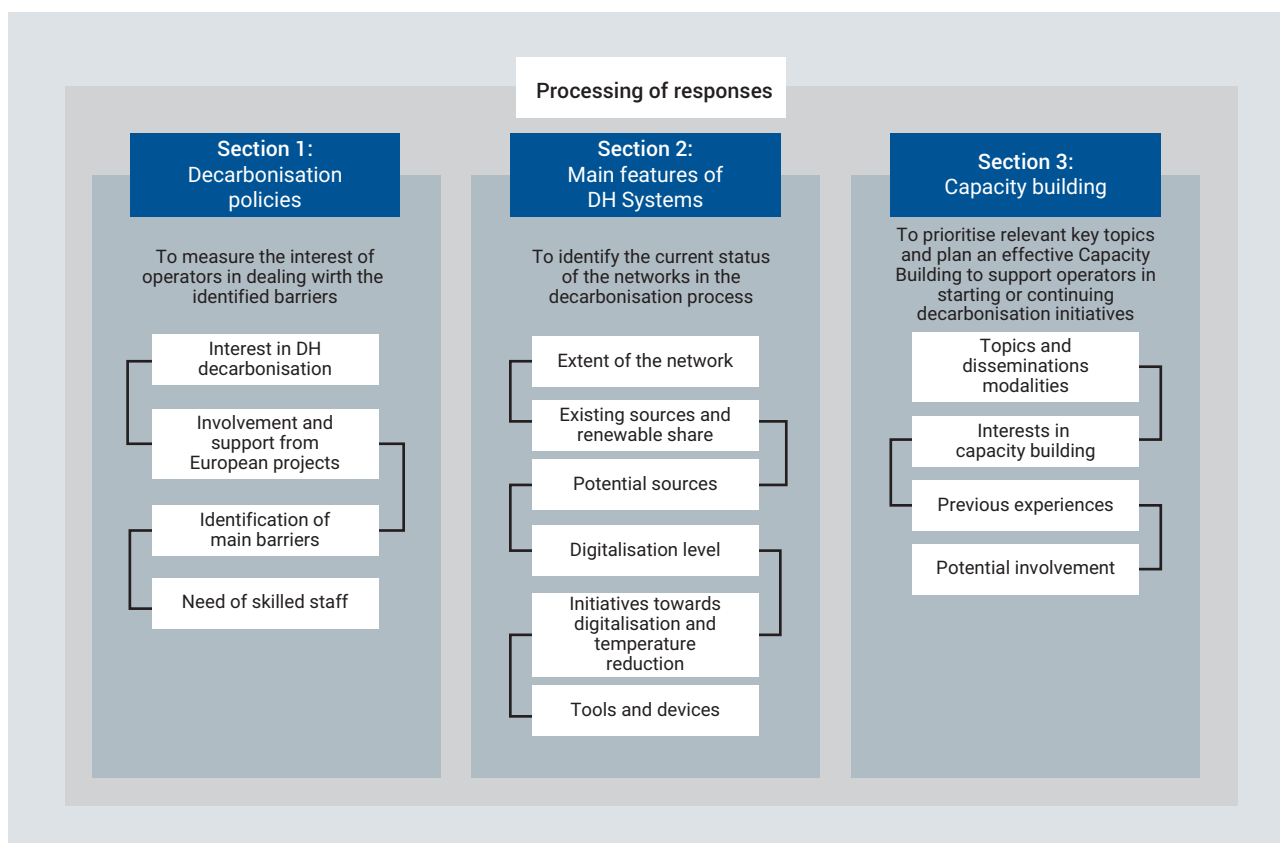 Processing of responses
Section 1:
Decarbonisation
policies
To measure the interest of
operators in dealing wirth the
identified barriers
Interest in DH
decarbonisation
Involvement and
support from
European projects
Identification of
main barriers
Need of skilled staff
Section 2:
Main features of
DH Systems
To identify the current status
of the networks in the
decarbonisation process
Extent of the network
Existing sources and
renewable share
Potential sources
Digitalisation level
Initiatives towards
digitalisation and
temperature
reduction
Tools and devices
Section 3:
Capacity building
To prioritise relevant key topics
and plan an effective Capacity
Building to support operators in
starting or continuing
decarbonisation initiatives
Topics and
disseminations
modalities
Interests in
capacity building
Previous experiences
Potential involvement